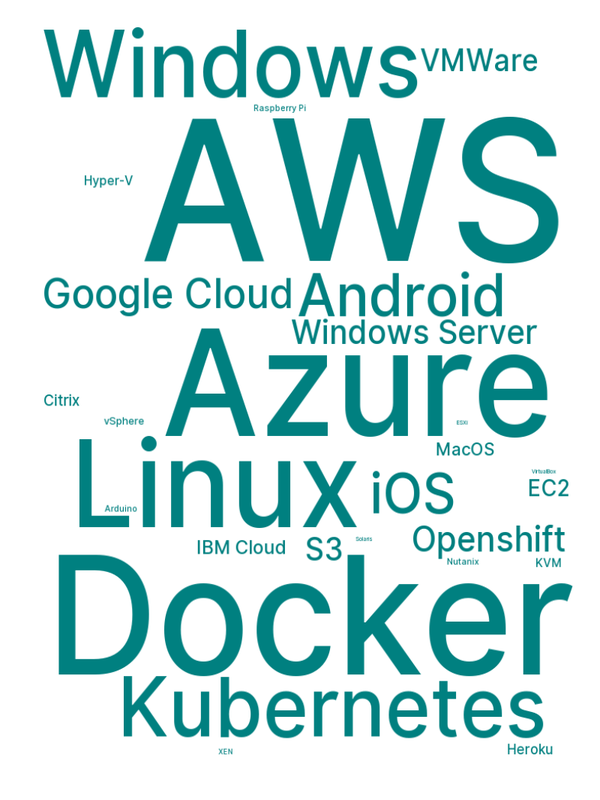 Windows VMWare
Raspberry Pi
AWS
Hyper-V
Google Cloud Android
Windows Server
Azure
Citrix
vSphere ESXi
MacOS
Linux iOS
VirtualBox
EC2
Arduino
IBM Cloud S3 Solaris Openshift
Nutanix KVM
Docker
Kubernetes
XEN Heroku